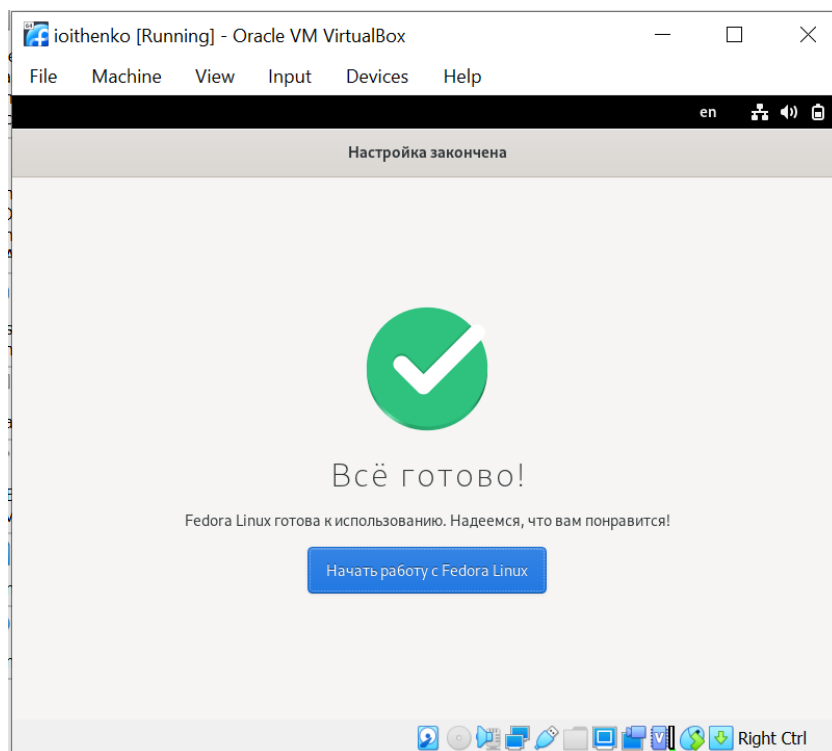 ioithenko [Running] - Oracle VM VirtualBox
File Machine View Input Devices Help
en
Настройка закончена
Всё готово!
Fedora Linux готова к использованию. Надеемся, что вам понравится!
Начать работу с Fedora Linux
Right Ctrl